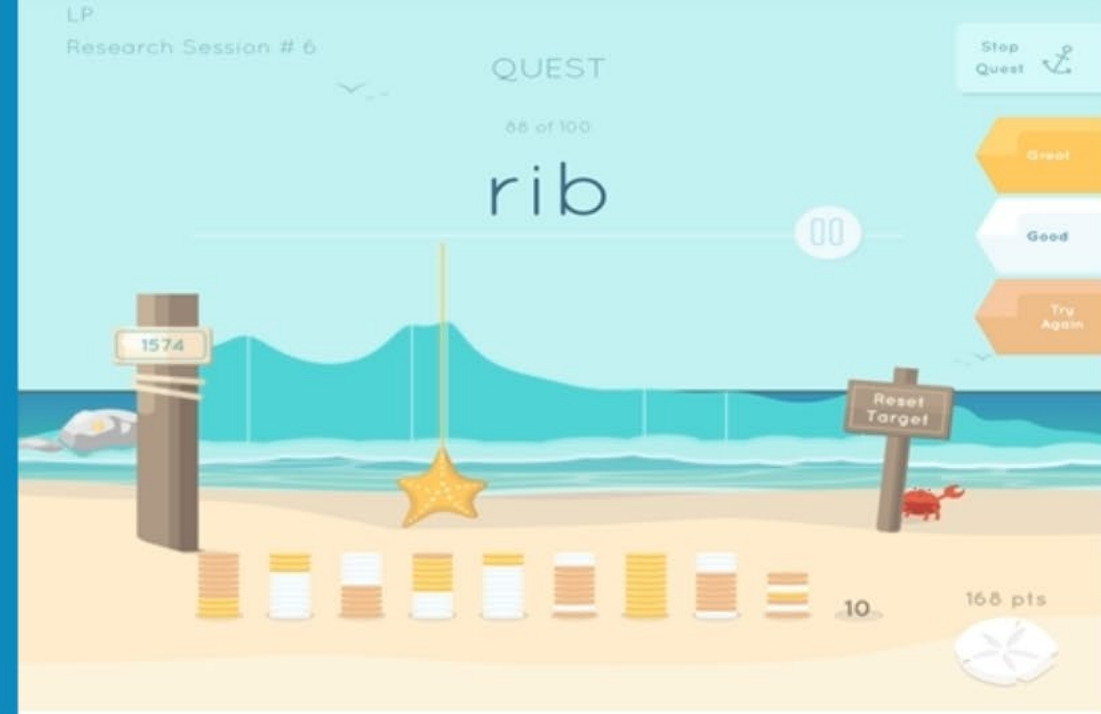 LP
Research Session # 6
QUEST
88 of 100
rib
Stop
Quest
Great
Good
Try
Again
1574
Reset
Target
10
168 pts